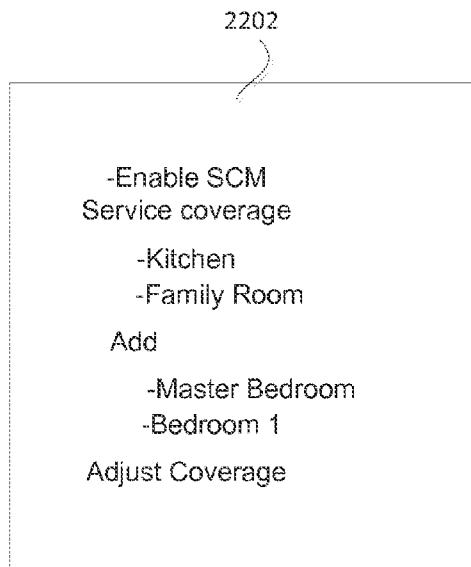 2202
-Enable SCM
Service coverage
-Kitchen
-Family Room
Add
-Master Bedroom
-Bedroom 1
Adjust Coverage